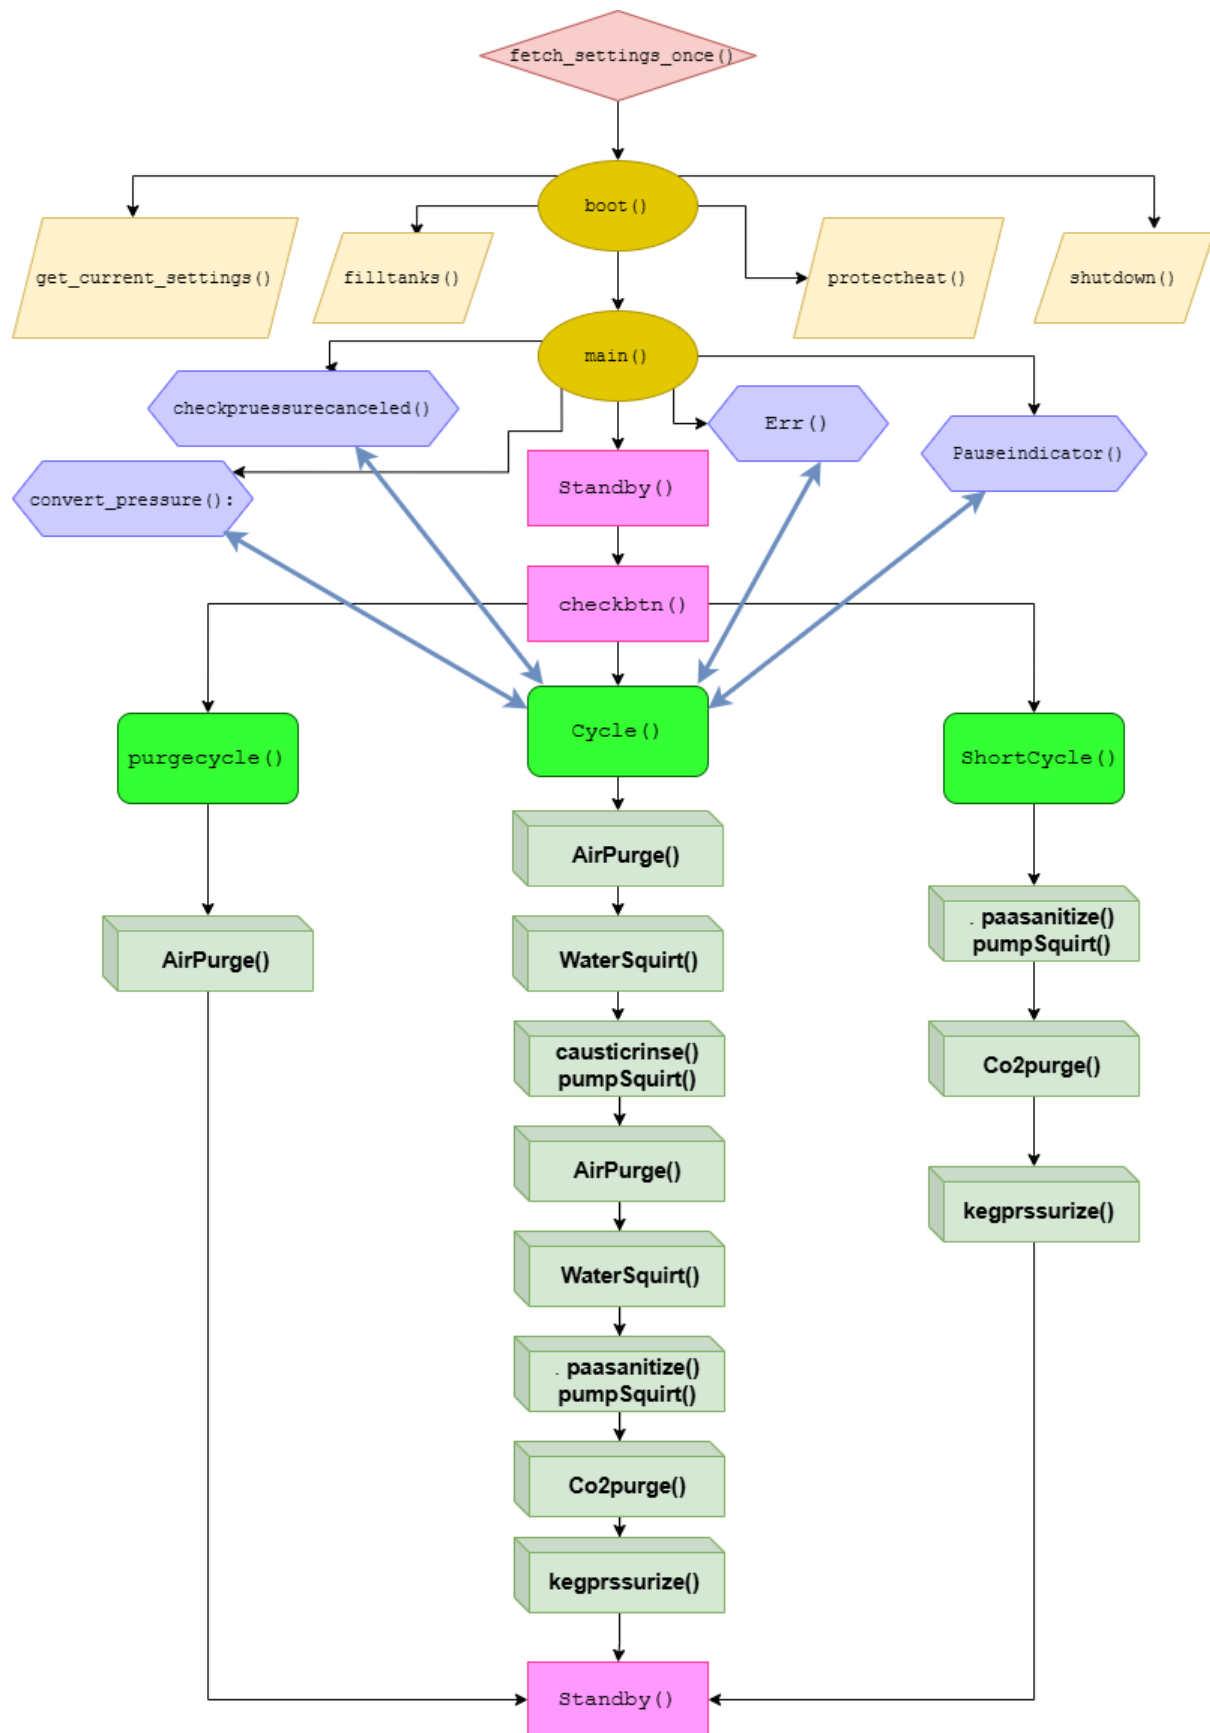 fetch_settings_once()
boot()
get_current_settings()
filltanks()
protectheat()
shutdown()
main()
checkpruessurecanceled()
Err()
Pauseindicator()
convert_pressure():
Standby()
checkbtn()
purgecycle()
Cycle()
ShortCycle()
AirPurge()
. paasanitize()
pumpSquirt()
AirPurge()
WaterSquirt()
causticrinse()
pumpSquirt()
Co2purge()
AirPurge()
kegprssurize()
WaterSquirt()
. paasanitize()
pumpSquirt()
Co2purge()
kegprssurize()
Standby()